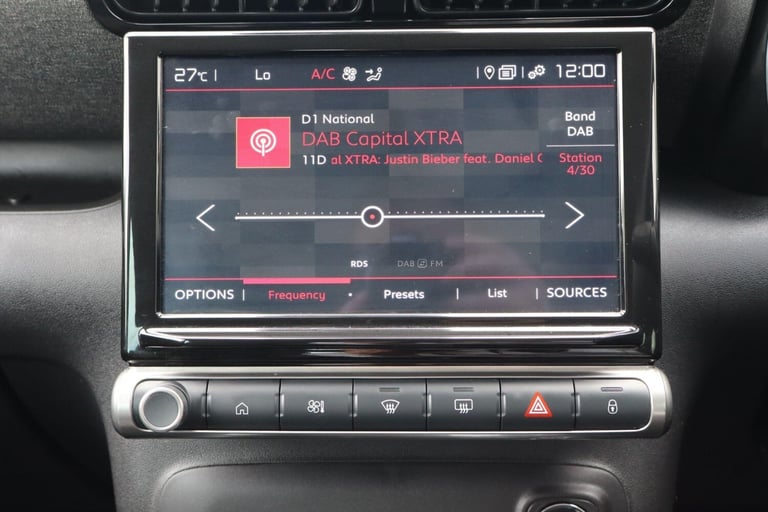 27°C | Lo A/C 12:00
D1 National
DAB Capital XTRA
11D al XTRA: Justin Bieber feat. Daniel C
Band
DAB
Station
4/30
RDS DAB FM
OPTIONS | Frequency • Presets | List | SOURCES